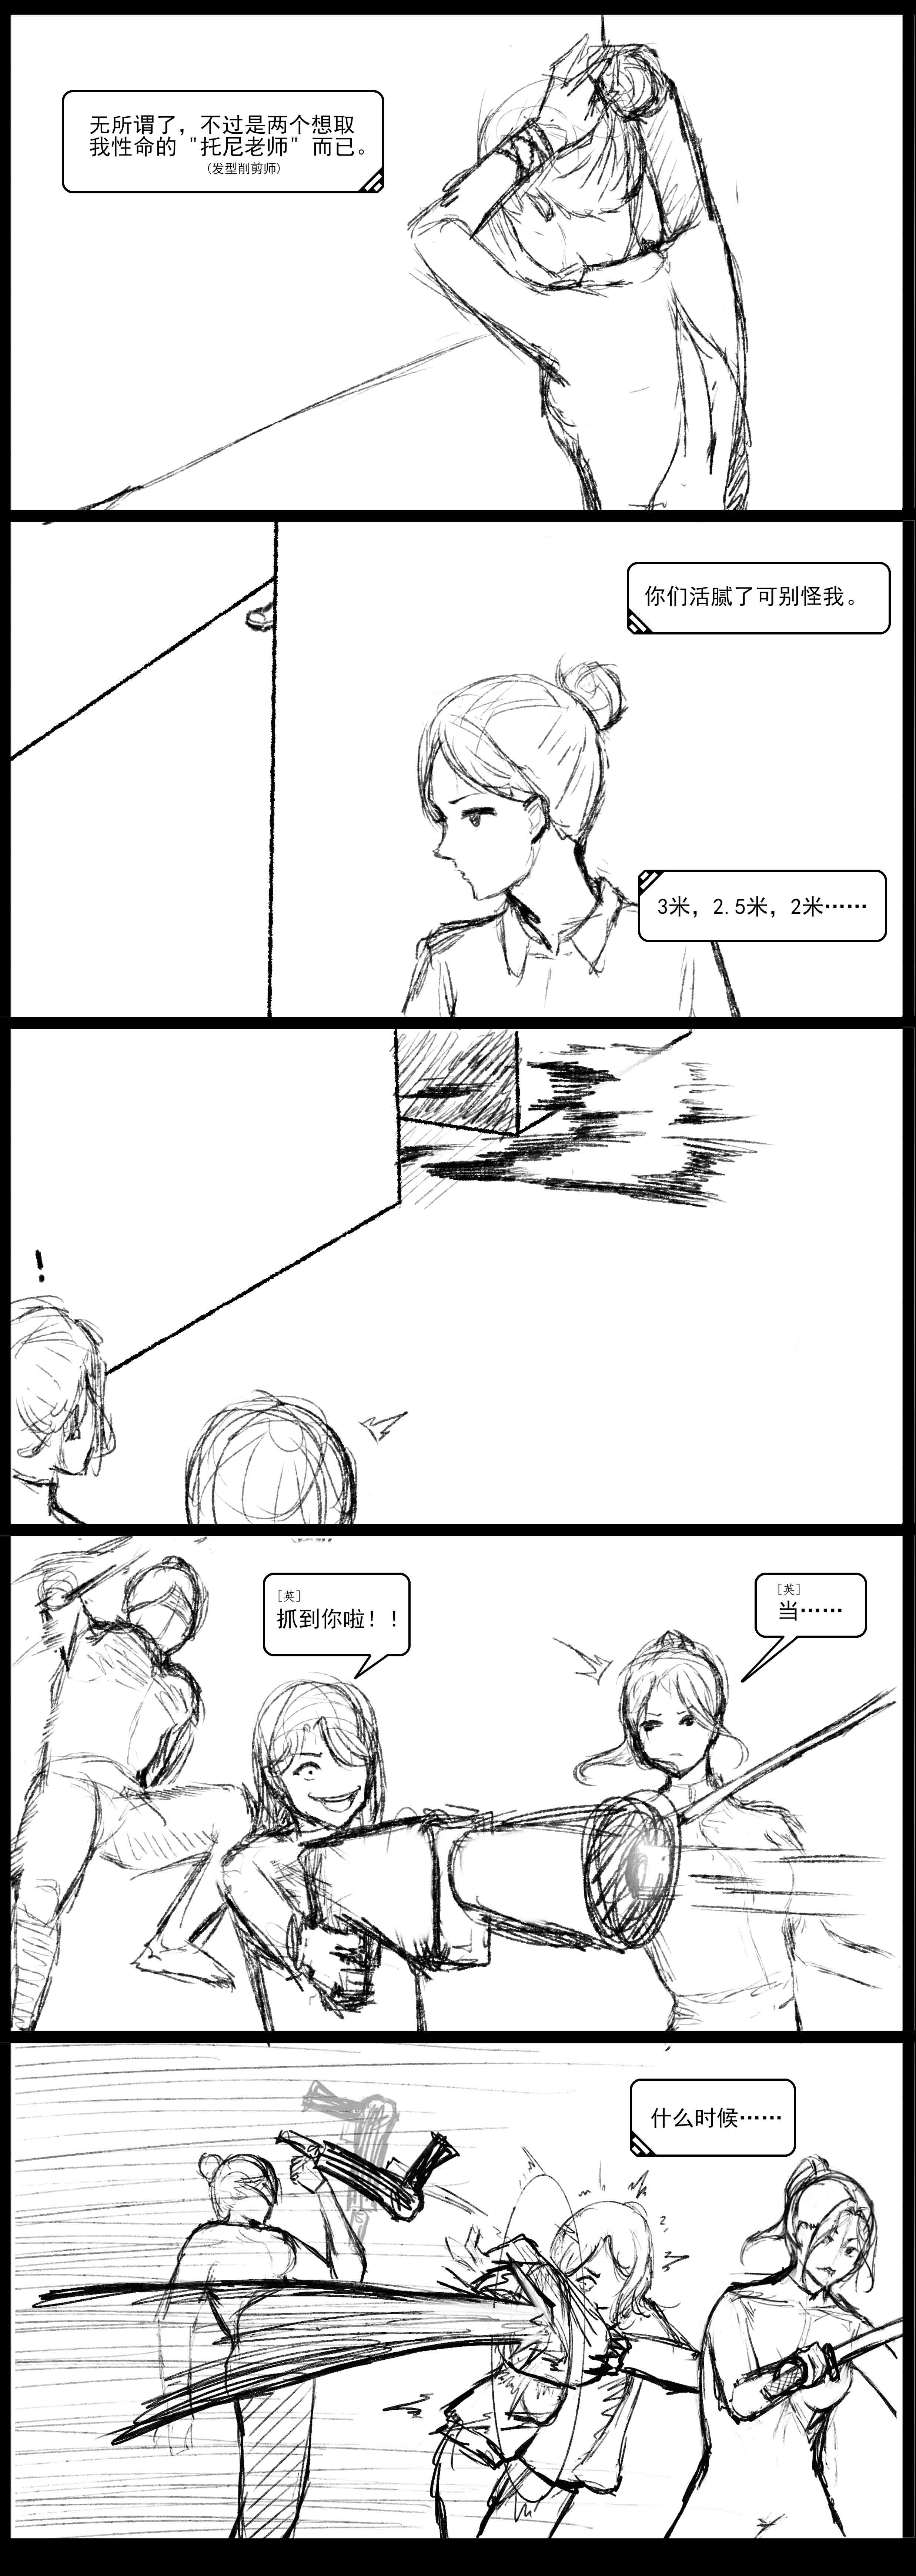 无所谓了，不过是两个想取
我性命的 "托尼老师" 而已。
(发型削剪师)
你们活腻了可别怪我。
3米，2.5米，2米……
!
[英]
抓到你啦！！
[英]
当……
什么时候……